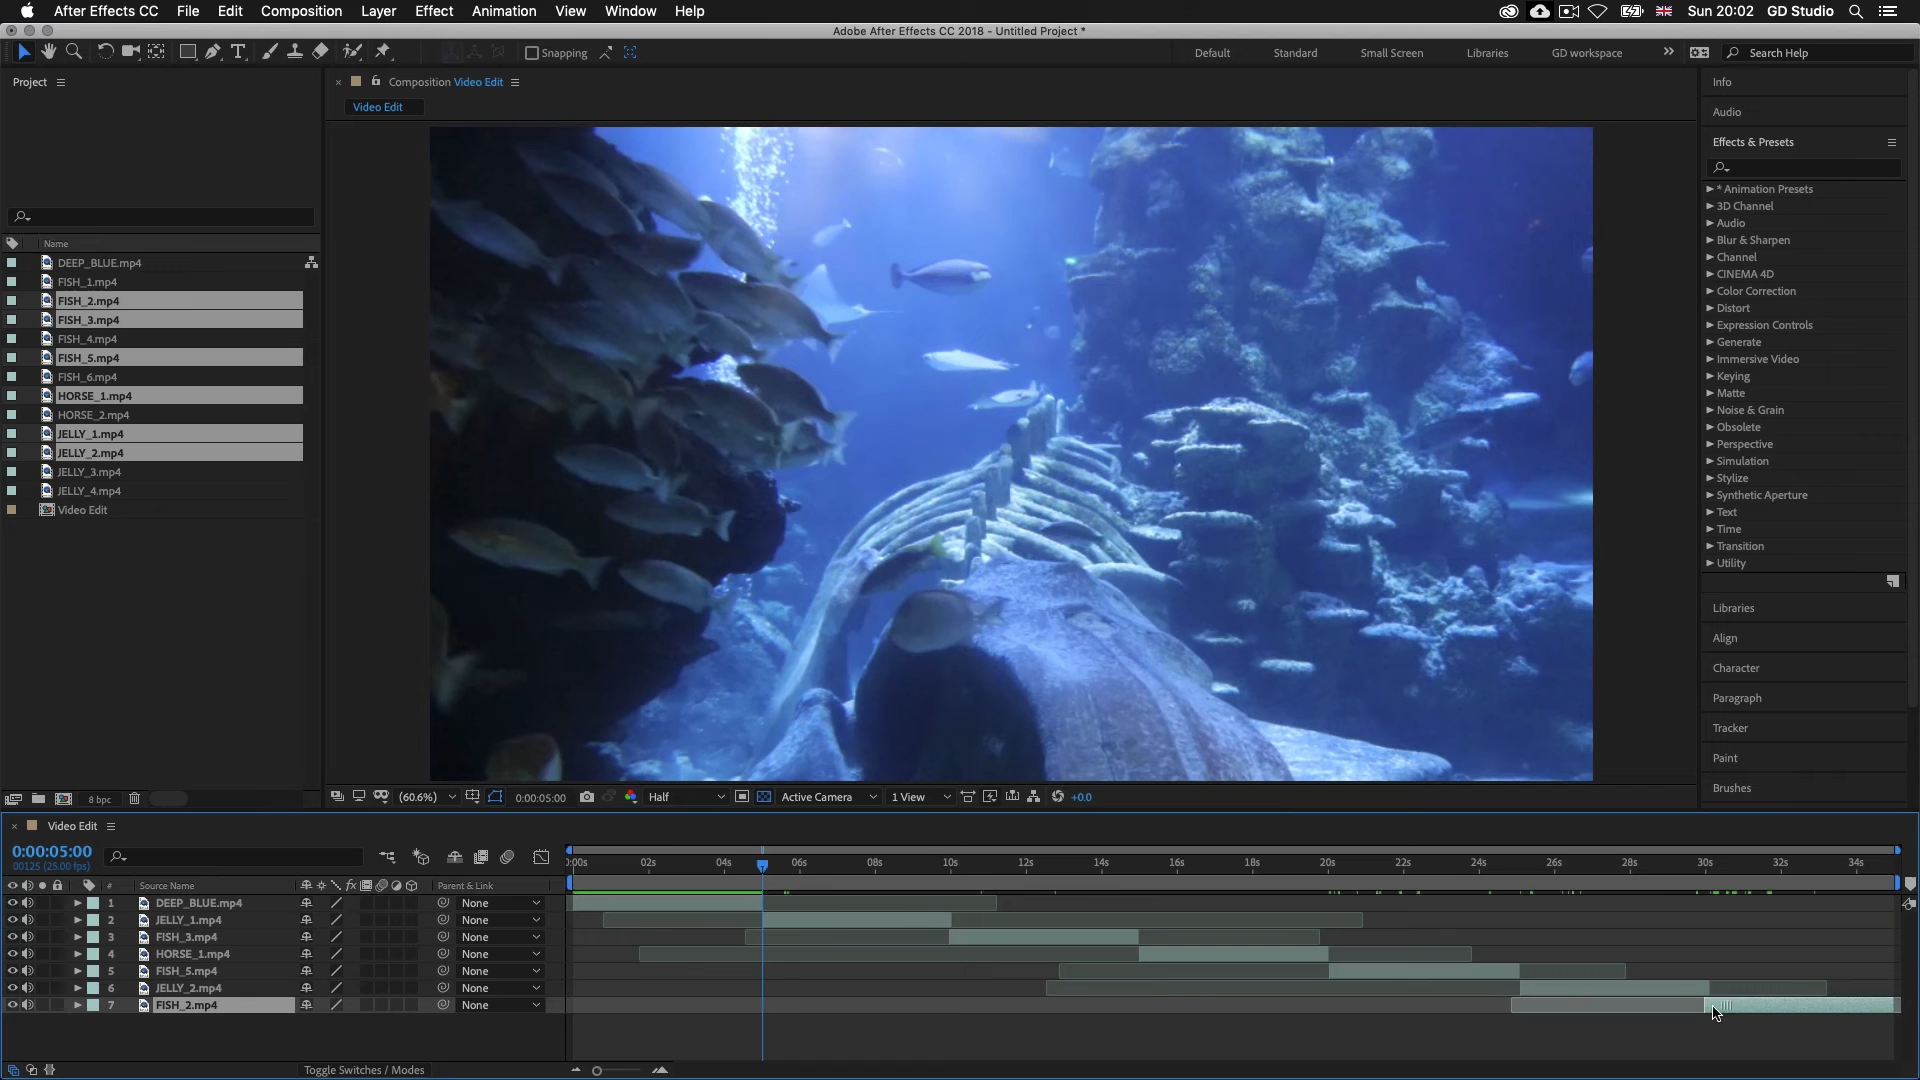 After Effects CC File Edit Composition Layer Effect Animation View Window Help Sun 20:02 GD Studio
Adobe After Effects CC 2018 - Untitled Project *
Snapping Default Standard Small Screen Libraries GD workspace Search Help
Project
Composition Video Edit
Video Edit
Name
DEEP_BLUE.mp4
FISH_1.mp4
FISH_2.mp4
FISH_3.mp4
FISH_4.mp4
FISH_5.mp4
FISH_6.mp4
HORSE_1.mp4
HORSE_2.mp4
JELLY_1.mp4
JELLY_2.mp4
JELLY_3.mp4
JELLY_4.mp4
Video Edit
8 bpc
(60.6%) 0:00:05:00 Half Active Camera 1 View +0.0
Info
Audio
Effects & Presets
* Animation Presets
3D Channel
Audio
Blur & Sharpen
Channel
CINEMA 4D
Color Correction
Distort
Expression Controls
Generate
Immersive Video
Keying
Matte
Noise & Grain
Obsolete
Perspective
Simulation
Stylize
Synthetic Aperture
Text
Time
Transition
Utility
Libraries
Align
Character
Paragraph
Tracker
Paint
Brushes
Video Edit
0:00:05:00
00125 (25.00 fps)
:00s 02s 04s 06s 08s 10s 12s 14s 16s 18s 20s 22s 24s 26s 28s 30s 32s 34s
# Source Name fx Parent & Link
1 DEEP_BLUE.mp4 None
2 JELLY_1.mp4 None
3 FISH_3.mp4 None
4 HORSE_1.mp4 None
5 FISH_5.mp4 None
6 JELLY_2.mp4 None
7 FISH_2.mp4 None
Toggle Switches / Modes